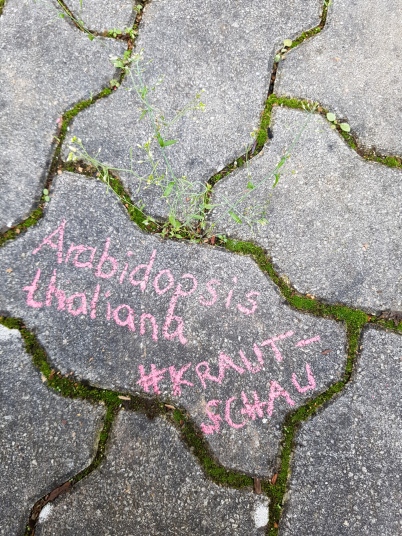 Arabidopsis
thaliana
#KRAUT-
SCHAU